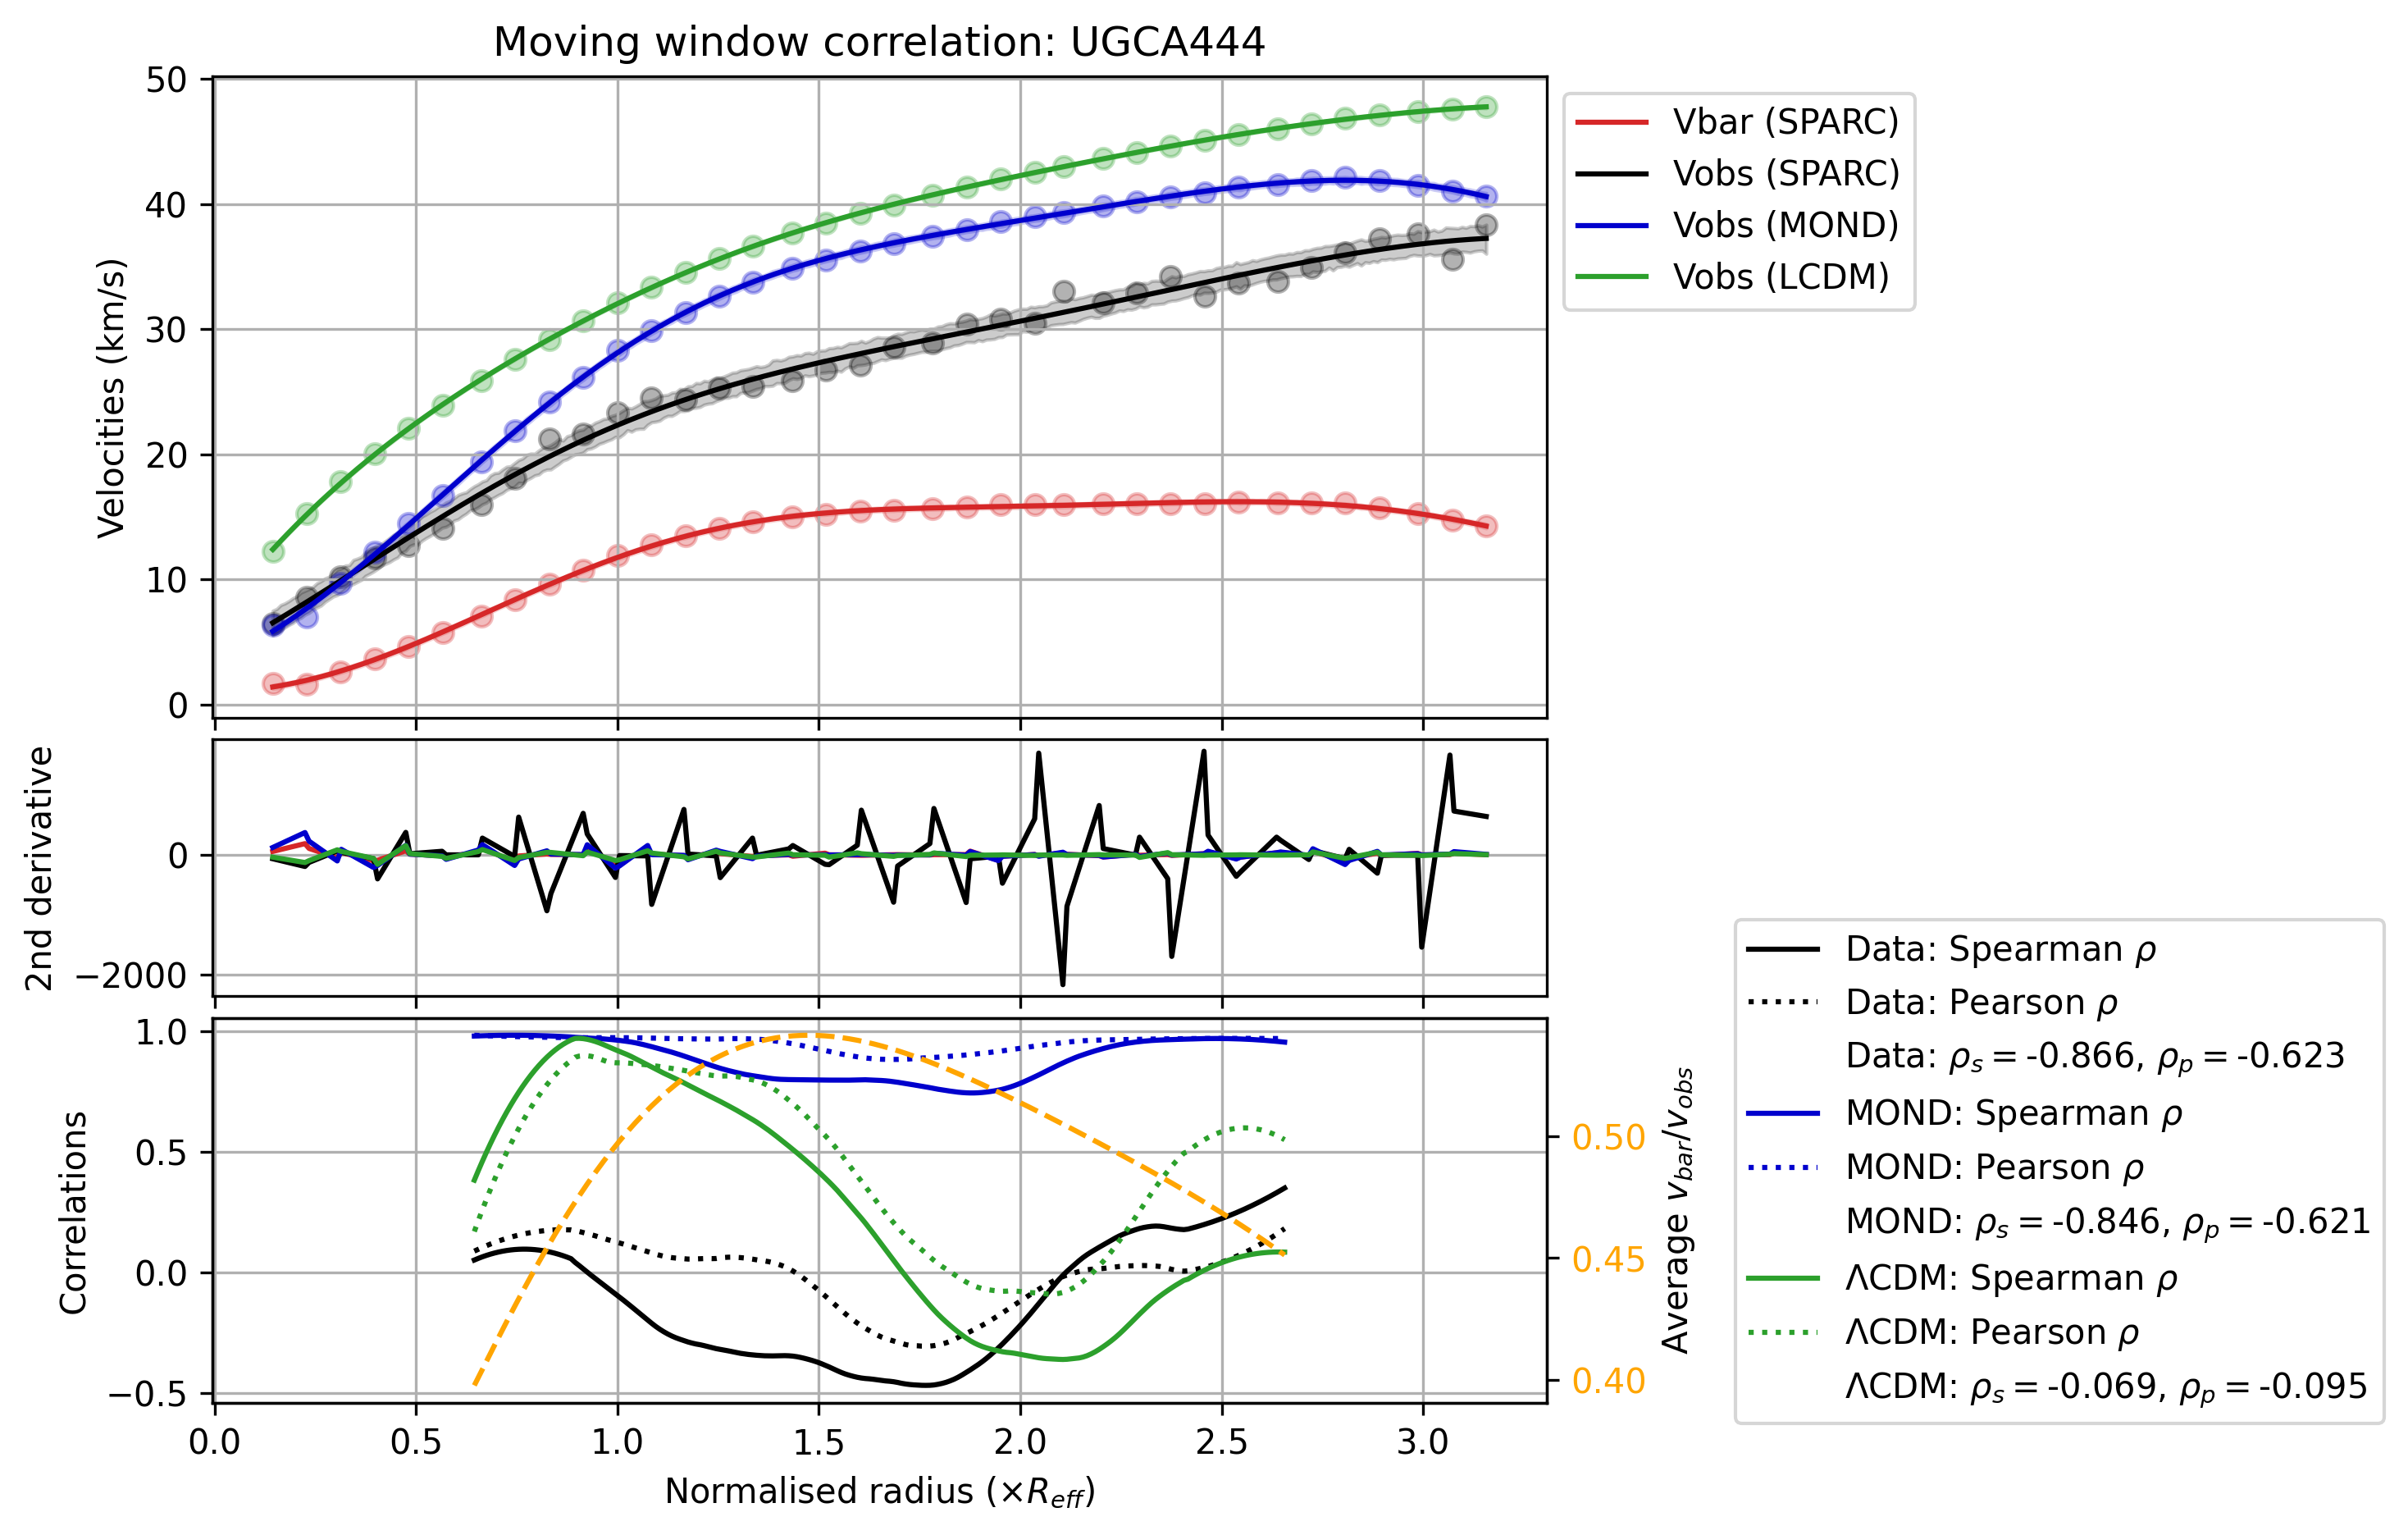 Moving window correlation: UGCA444
50
40
30
20
10
0
Velocities (km/s)
Vbar (SPARC)
Vobs (SPARC)
Vobs (MOND)
Vobs (LCDM)
0
−2000
2nd derivative
1.0
0.5
0.0
−0.5
Correlations
0.50
0.45
0.40
Average v_bar/v_obs
0.0 0.5 1.0 1.5 2.0 2.5 3.0
Normalised radius (×R_eff)
Data: Spearman ρ
Data: Pearson ρ
Data: ρ_s = -0.866, ρ_p = -0.623
MOND: Spearman ρ
MOND: Pearson ρ
MOND: ρ_s = -0.846, ρ_p = -0.621
ΛCDM: Spearman ρ
ΛCDM: Pearson ρ
ΛCDM: ρ_s = -0.069, ρ_p = -0.095